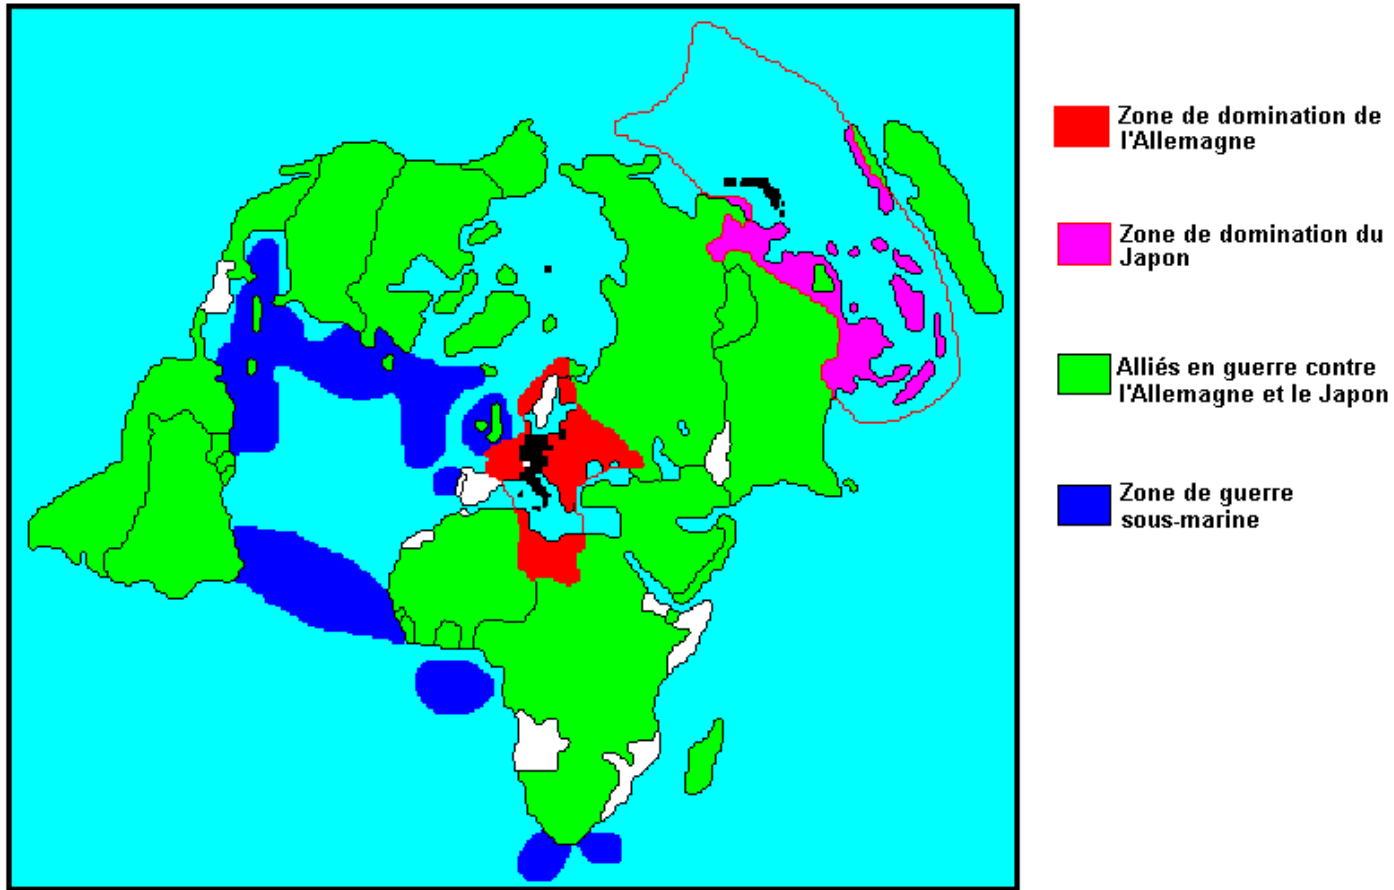 Zone de domination de
l'Allemagne
Zone de domination du
Japon
Alliés en guerre contre
l'Allemagne et le Japon
Zone de guerre
sous-marine